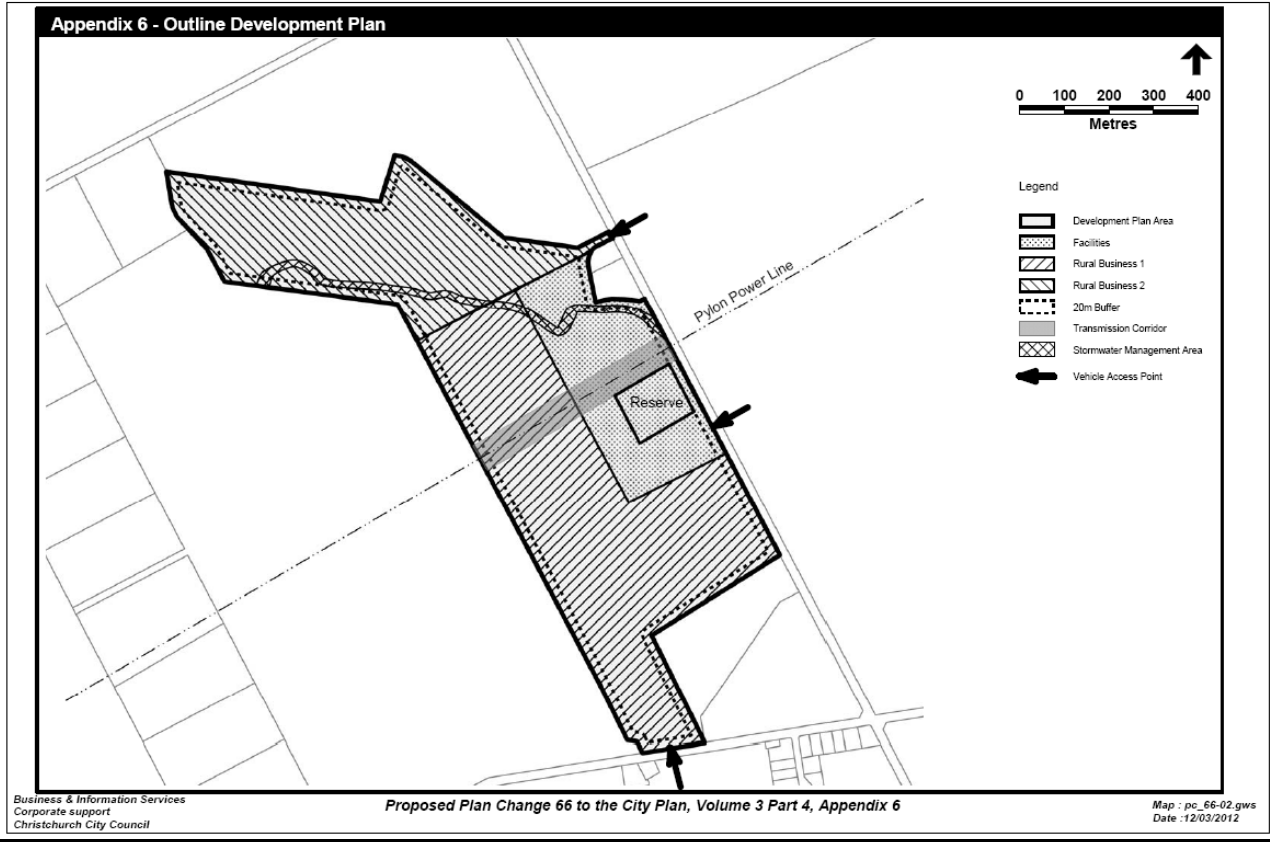 Appendix 6 - Outline Development Plan
0 100 200 300 400
Metres
Legend
Development Plan Area
Facilities
Rural Business 1
Rural Business 2
20m Buffer
Transmission Corridor
Stormwater Management Area
Vehicle Access Point
Pylon Power Line
Reserve
Business & Information Services
Corporate support
Christchurch City Council
Proposed Plan Change 66 to the City Plan, Volume 3 Part 4, Appendix 6
Map : pc_66-02.gws
Date :12/03/2012